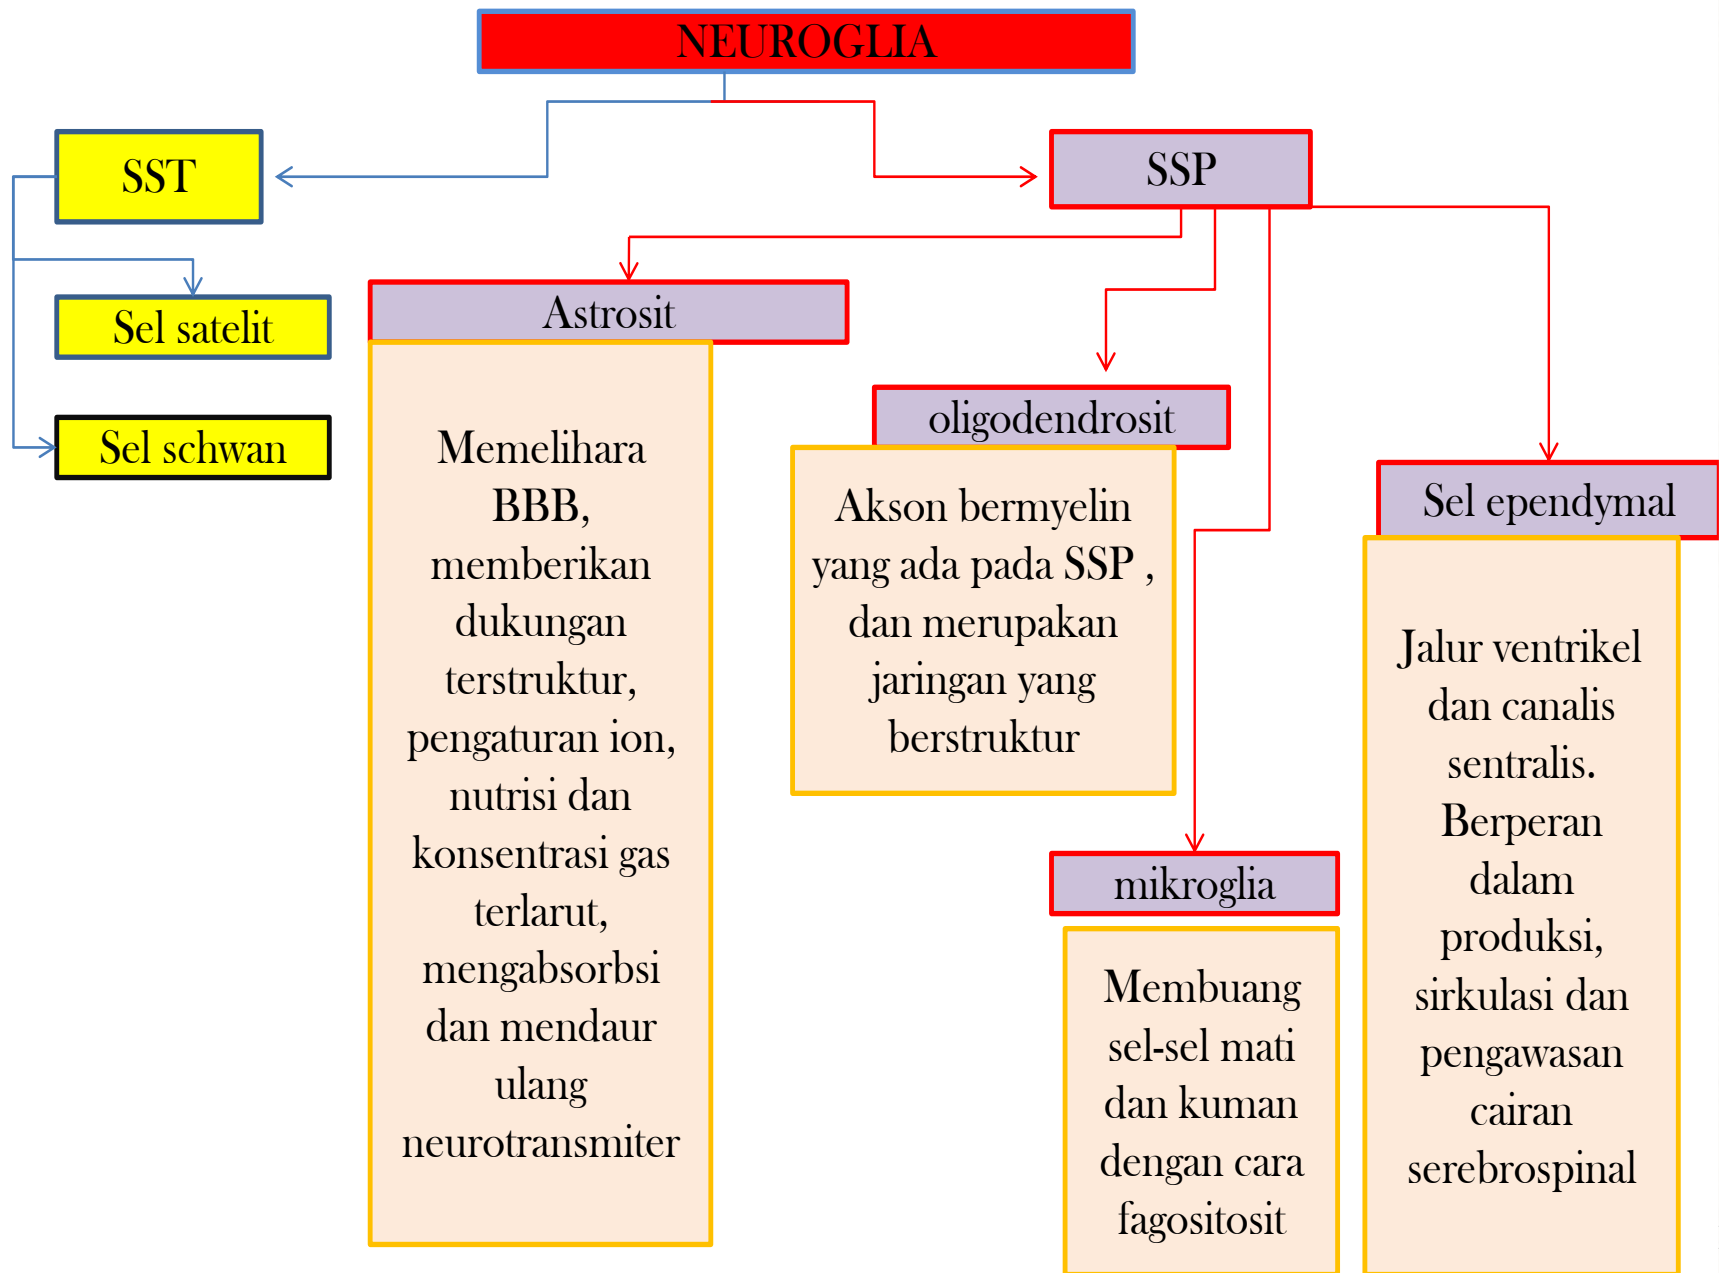 NEUROGLIA
SST
SSP
Sel satelit
Sel schwan
Astrosit
Memelihara
BBB,
memberikan
dukungan
terstruktur,
pengaturan ion,
nutrisi dan
konsentrasi gas
terlarut,
mengabsorbsi
dan mendaur
ulang
neurotransmiter
oligodendrosit
Akson bermyelin
yang ada pada SSP ,
dan merupakan
jaringan yang
berstruktur
mikroglia
Membuang
sel-sel mati
dan kuman
dengan cara
fagositosit
Sel ependymal
Jalur ventrikel
dan canalis
sentralis.
Berperan
dalam
produksi,
sirkulasi dan
pengawasan
cairan
serebrospinal